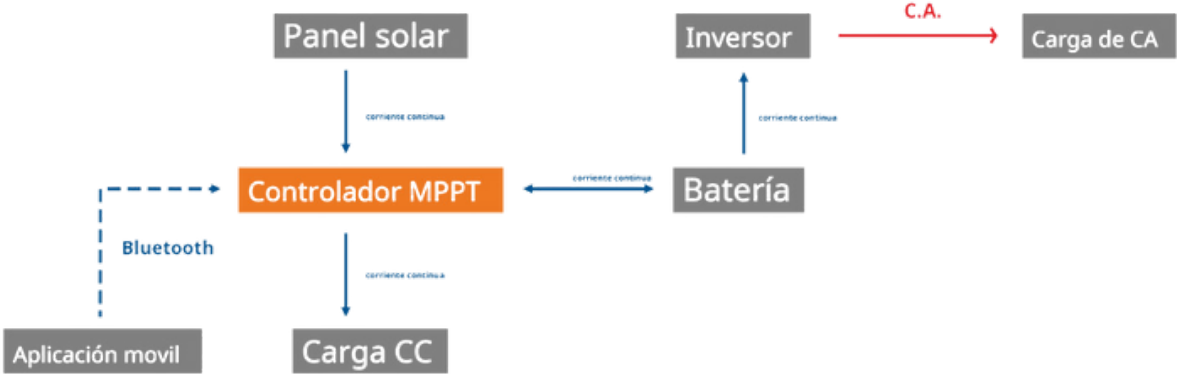 C.A.
Panel solar
Inversor
Carga de CA
corriente continua
corriente continua
Controlador MPPT
corriente continua
Batería
Bluetooth
corriente continua
Aplicación movil
Carga CC